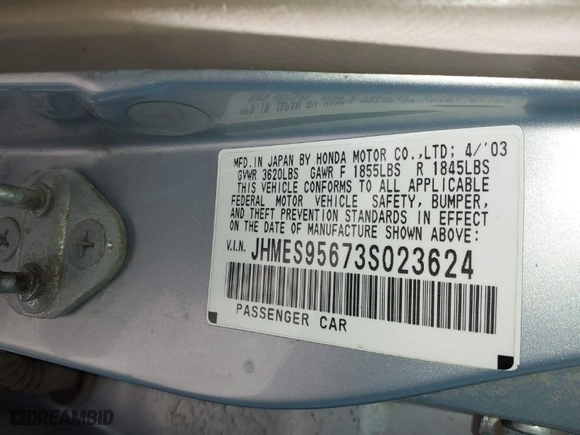 MFD.IN JAPAN BY HONDA MOTOR CO.,LTD; 4/'03
GVWR 3620LBS GAWR F 1855LBS R 1845LBS
THIS VEHICLE CONFORMS TO ALL APPLICABLE
FEDERAL MOTOR VEHICLE SAFETY, BUMPER,
AND THEFT PREVENTION STANDARDS IN EFFECT
ON THE DATE OF MANUFACTURE SHOWN ABOVE:
V.I.N. JHMES95673S023624
PASSENGER CAR
DREAMBID